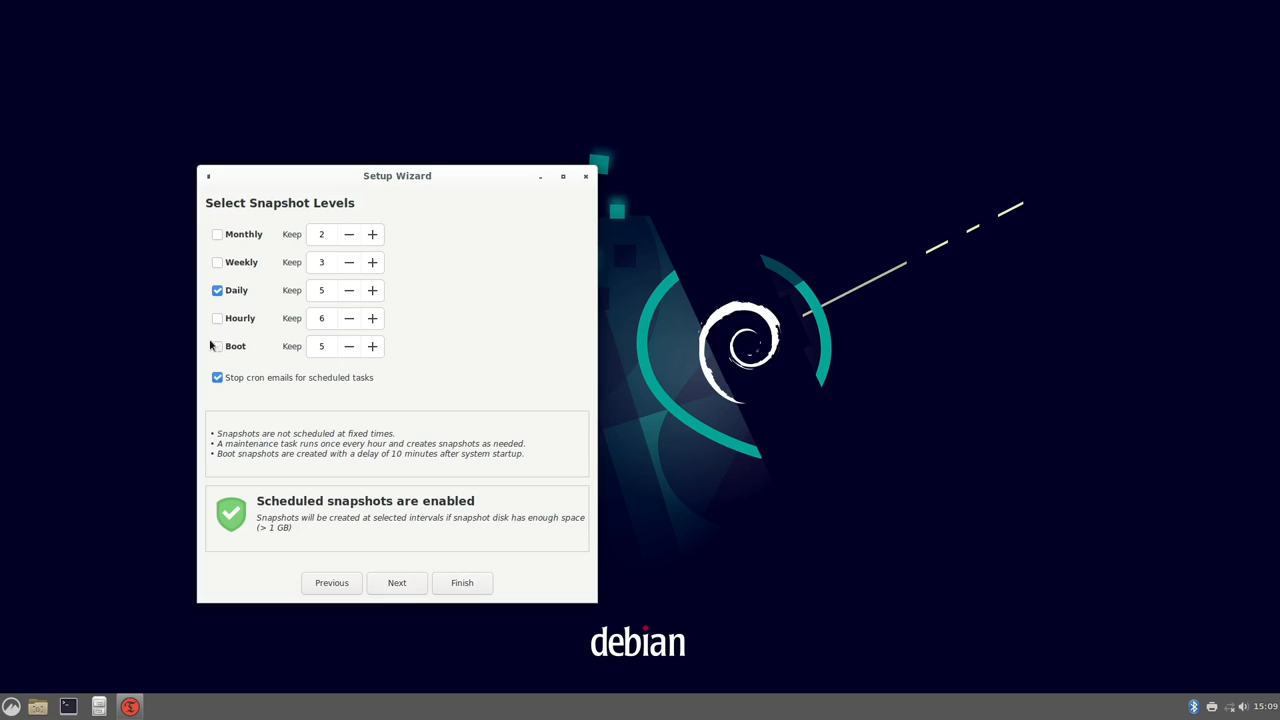 Setup Wizard
Select Snapshot Levels
Monthly Keep 2
Weekly Keep 3
Daily Keep 5
Hourly Keep 6
Boot Keep 5
Stop cron emails for scheduled tasks
• Snapshots are not scheduled at fixed times.
• A maintenance task runs once every hour and creates snapshots as needed.
• Boot snapshots are created with a delay of 10 minutes after system startup.
Scheduled snapshots are enabled
Snapshots will be created at selected intervals if snapshot disk has enough space
(> 1 GB)
Previous Next Finish
debian
15:09